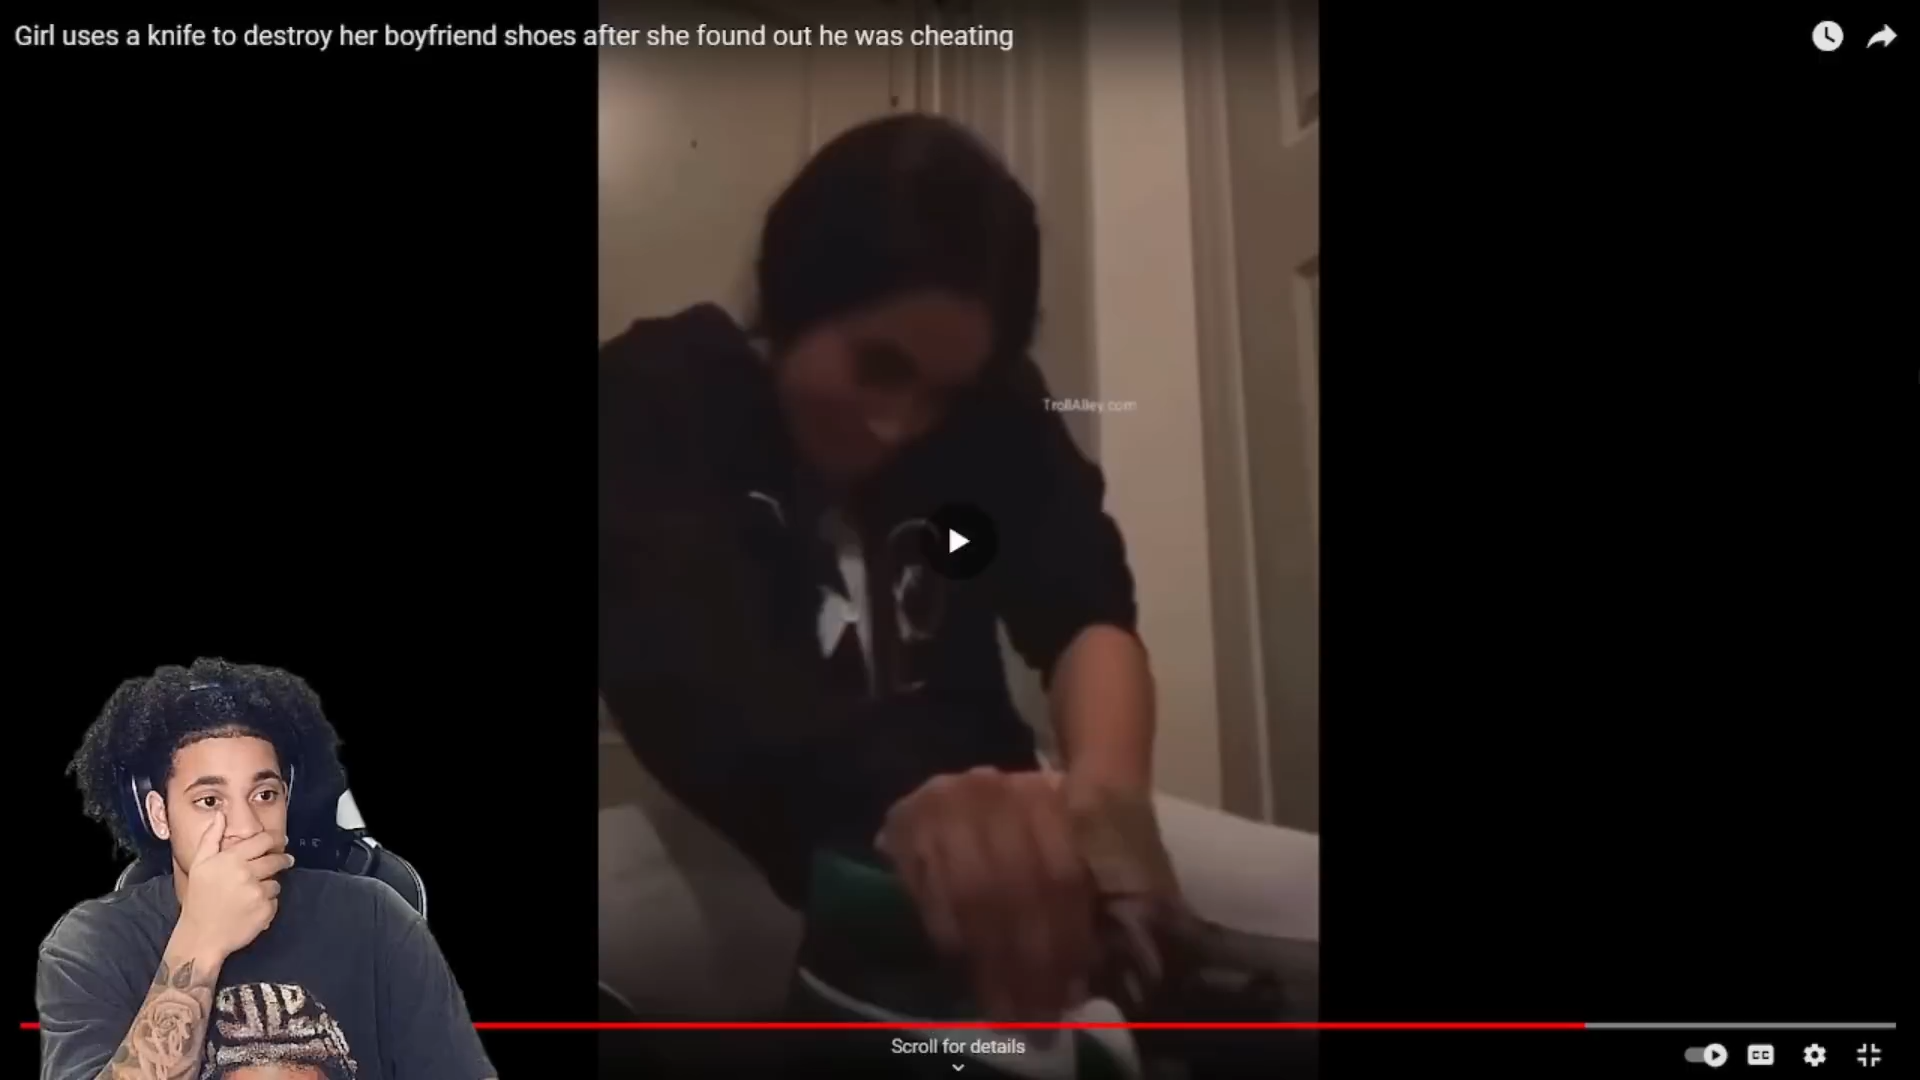 Girl uses a knife to destroy her boyfriend shoes after she found out he was cheating
TrollAlley.com
Scroll for details
CC